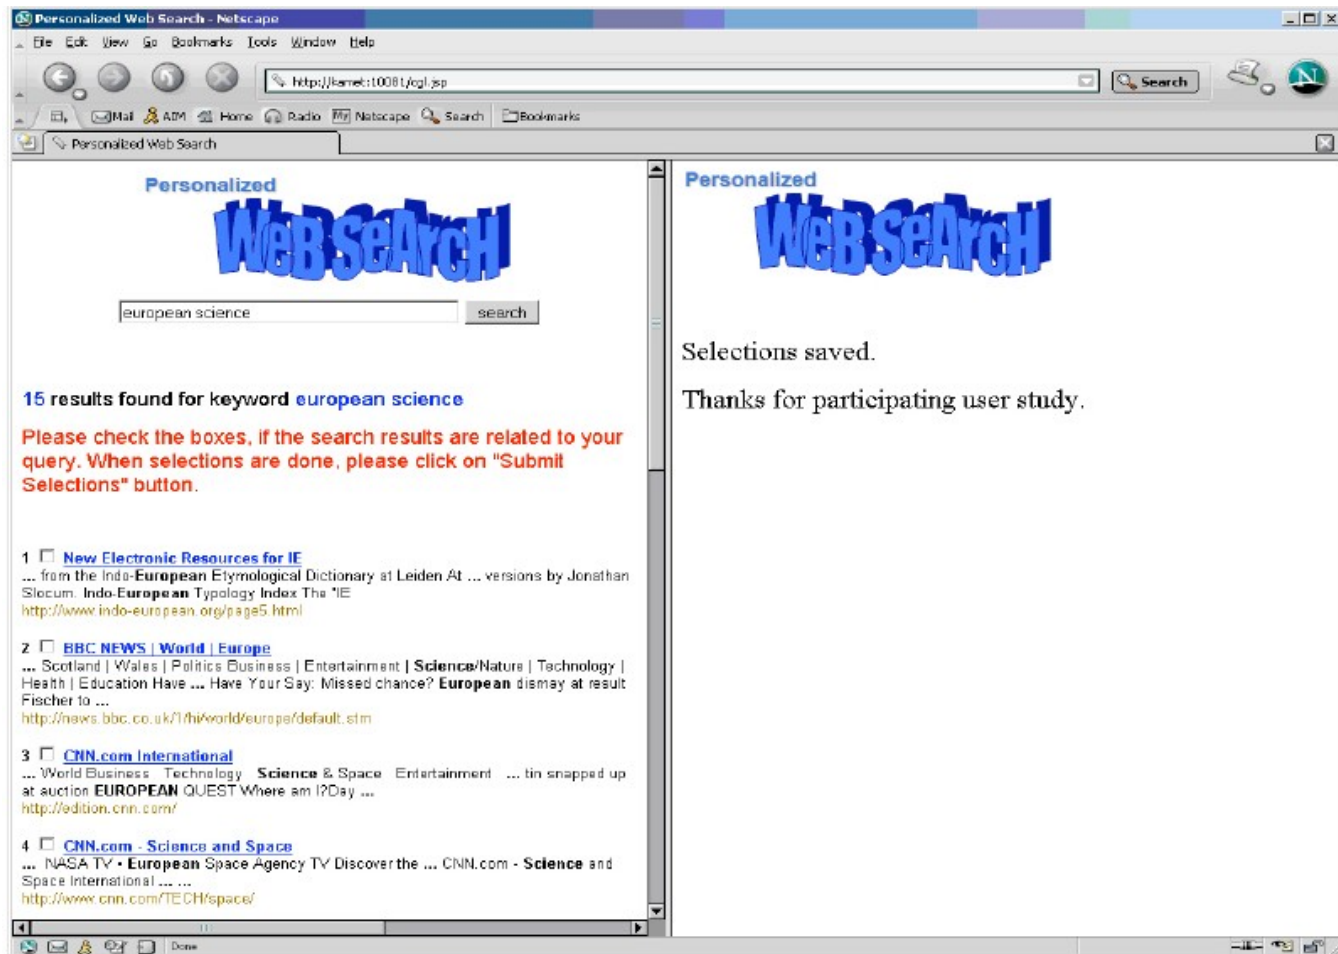 Personalized Web Search - Netscape
File Edit View Go Bookmarks Tools Window Help
http://kamet:10081/cgl.jsp Search N
Mail AIM Home Radio My Netscape Search Bookmarks
Personalized Web Search
Personalized
WeB SeArcH
european science search
15 results found for keyword european science
Please check the boxes, if the search results are related to your
query. When selections are done, please click on "Submit
Selections" button.
1 New Electronic Resources for IE
... from the Indo-European Etymological Dictionary at Leiden At ... versions by Jonathan
Slocum. Indo-European Typology Index The "IE
http://www.indo-european.org/page5.html
2 BBC NEWS | World | Europe
... Scotland | Wales | Politics Business | Entertainment | Science/Nature | Technology |
Health | Education Have ... Have Your Say: Missed chance? European dismay at result
Fischer to ...
http://news.bbc.co.uk/1/hi/world/europe/default.stm
3 CNN.com International
... World Business Technology Science & Space Entertainment ... tin snapped up
at auction EUROPEAN QUEST Where am I?Day ...
http://edition.cnn.com/
4 CNN.com - Science and Space
... NASA TV • European Space Agency TV Discover the ... CNN.com - Science and
Space International ... ...
http://www.cnn.com/TECH/space/
Personalized
WeB SeArcH
Selections saved.
Thanks for participating user study.
Done